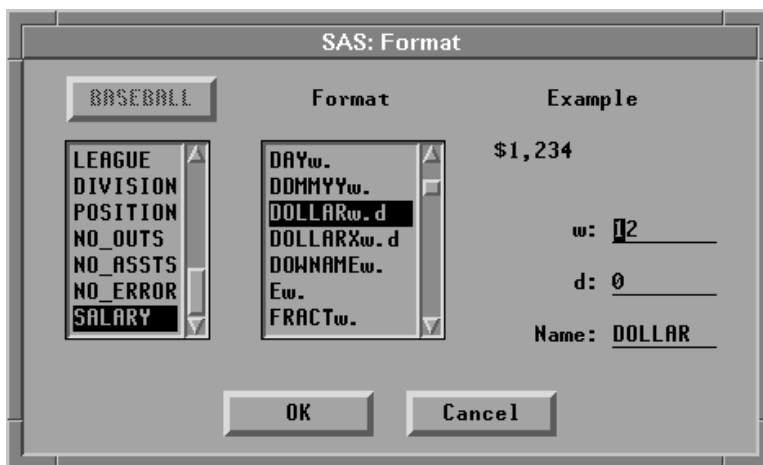 SAS: Format
BASEBALL
Format
Example
LEAGUE
DIVISION
POSITION
NO_OUTS
NO_ASSTS
NO_ERROR
SALARY
DAYw.
DDMMYYw.
DOLLARw.d
DOLLARXw.d
DOWNAMEw.
Ew.
FRACTw.
$1,234
w: 12
d: 0
Name: DOLLAR
OK
Cancel